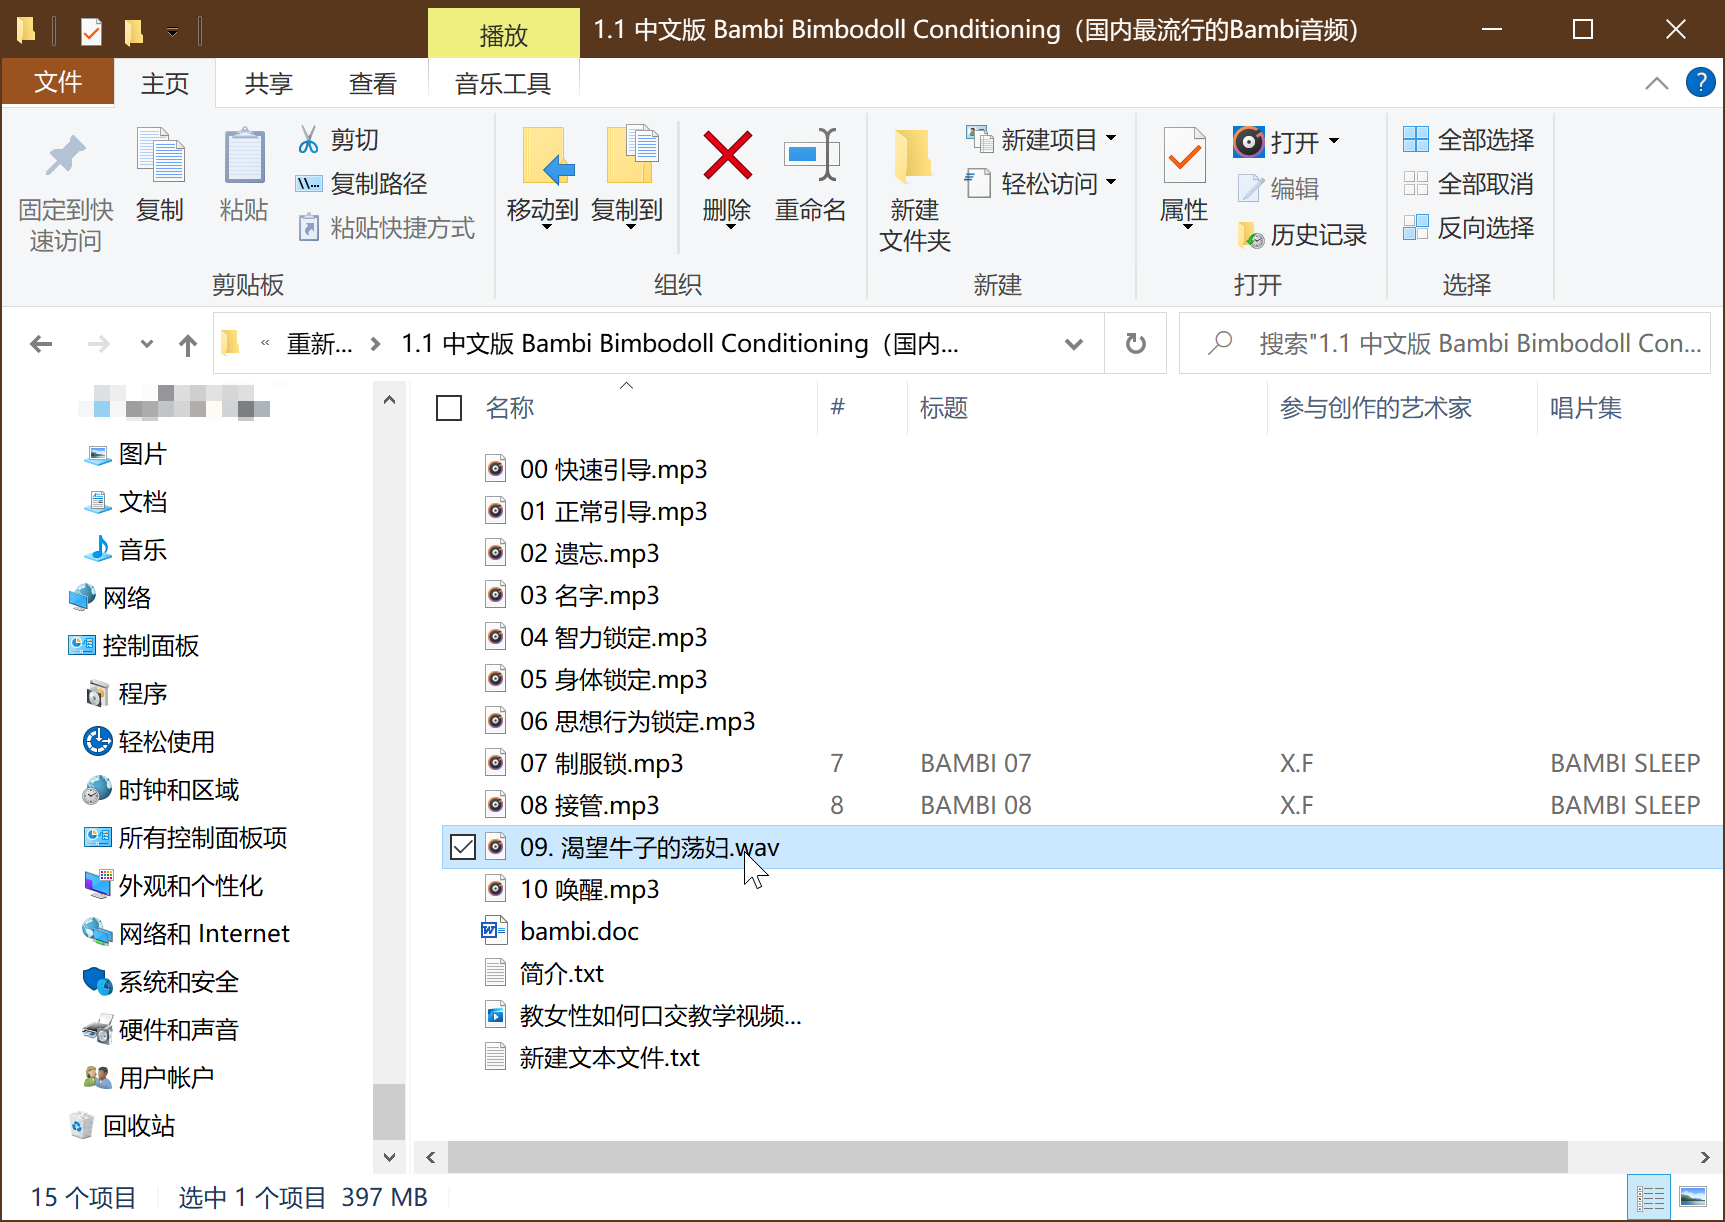 播放
1.1 中文版 Bambi Bimbodoll Conditioning（国内最流行的Bambi音频）
文件
主页
共享
查看
音乐工具
固定到快
速访问
复制
粘贴
剪切
复制路径
粘贴快捷方式
剪贴板
移动到
复制到
删除
重命名
组织
新建
文件夹
新建项目
轻松访问
新建
属性
打开
编辑
历史记录
打开
全部选择
全部取消
反向选择
选择
« 重新... 1.1 中文版 Bambi Bimbodoll Conditioning（国内...
搜索"1.1 中文版 Bambi Bimbodoll Con...
图片
文档
音乐
网络
控制面板
程序
轻松使用
时钟和区域
所有控制面板项
外观和个性化
网络和 Internet
系统和安全
硬件和声音
用户帐户
回收站
名称 # 标题 参与创作的艺术家 唱片集
00 快速引导.mp3
01 正常引导.mp3
02 遗忘.mp3
03 名字.mp3
04 智力锁定.mp3
05 身体锁定.mp3
06 思想行为锁定.mp3
07 制服锁.mp3 7 BAMBI 07 X.F BAMBI SLEEP
08 接管.mp3 8 BAMBI 08 X.F BAMBI SLEEP
09. 渴望牛子的荡妇.wav
10 唤醒.mp3
bambi.doc
简介.txt
教女性如何口交教学视频...
新建文本文件.txt
15 个项目 选中 1 个项目 397 MB